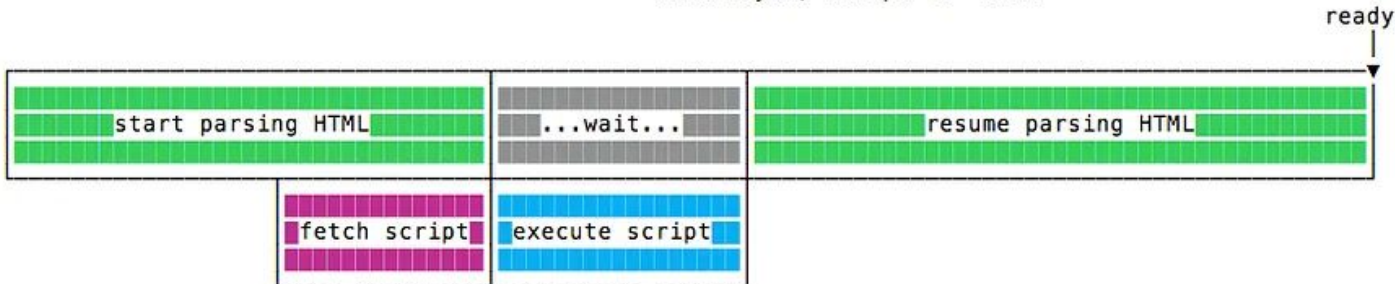 ready
start parsing HTML ...wait... resume parsing HTML
fetch script execute script